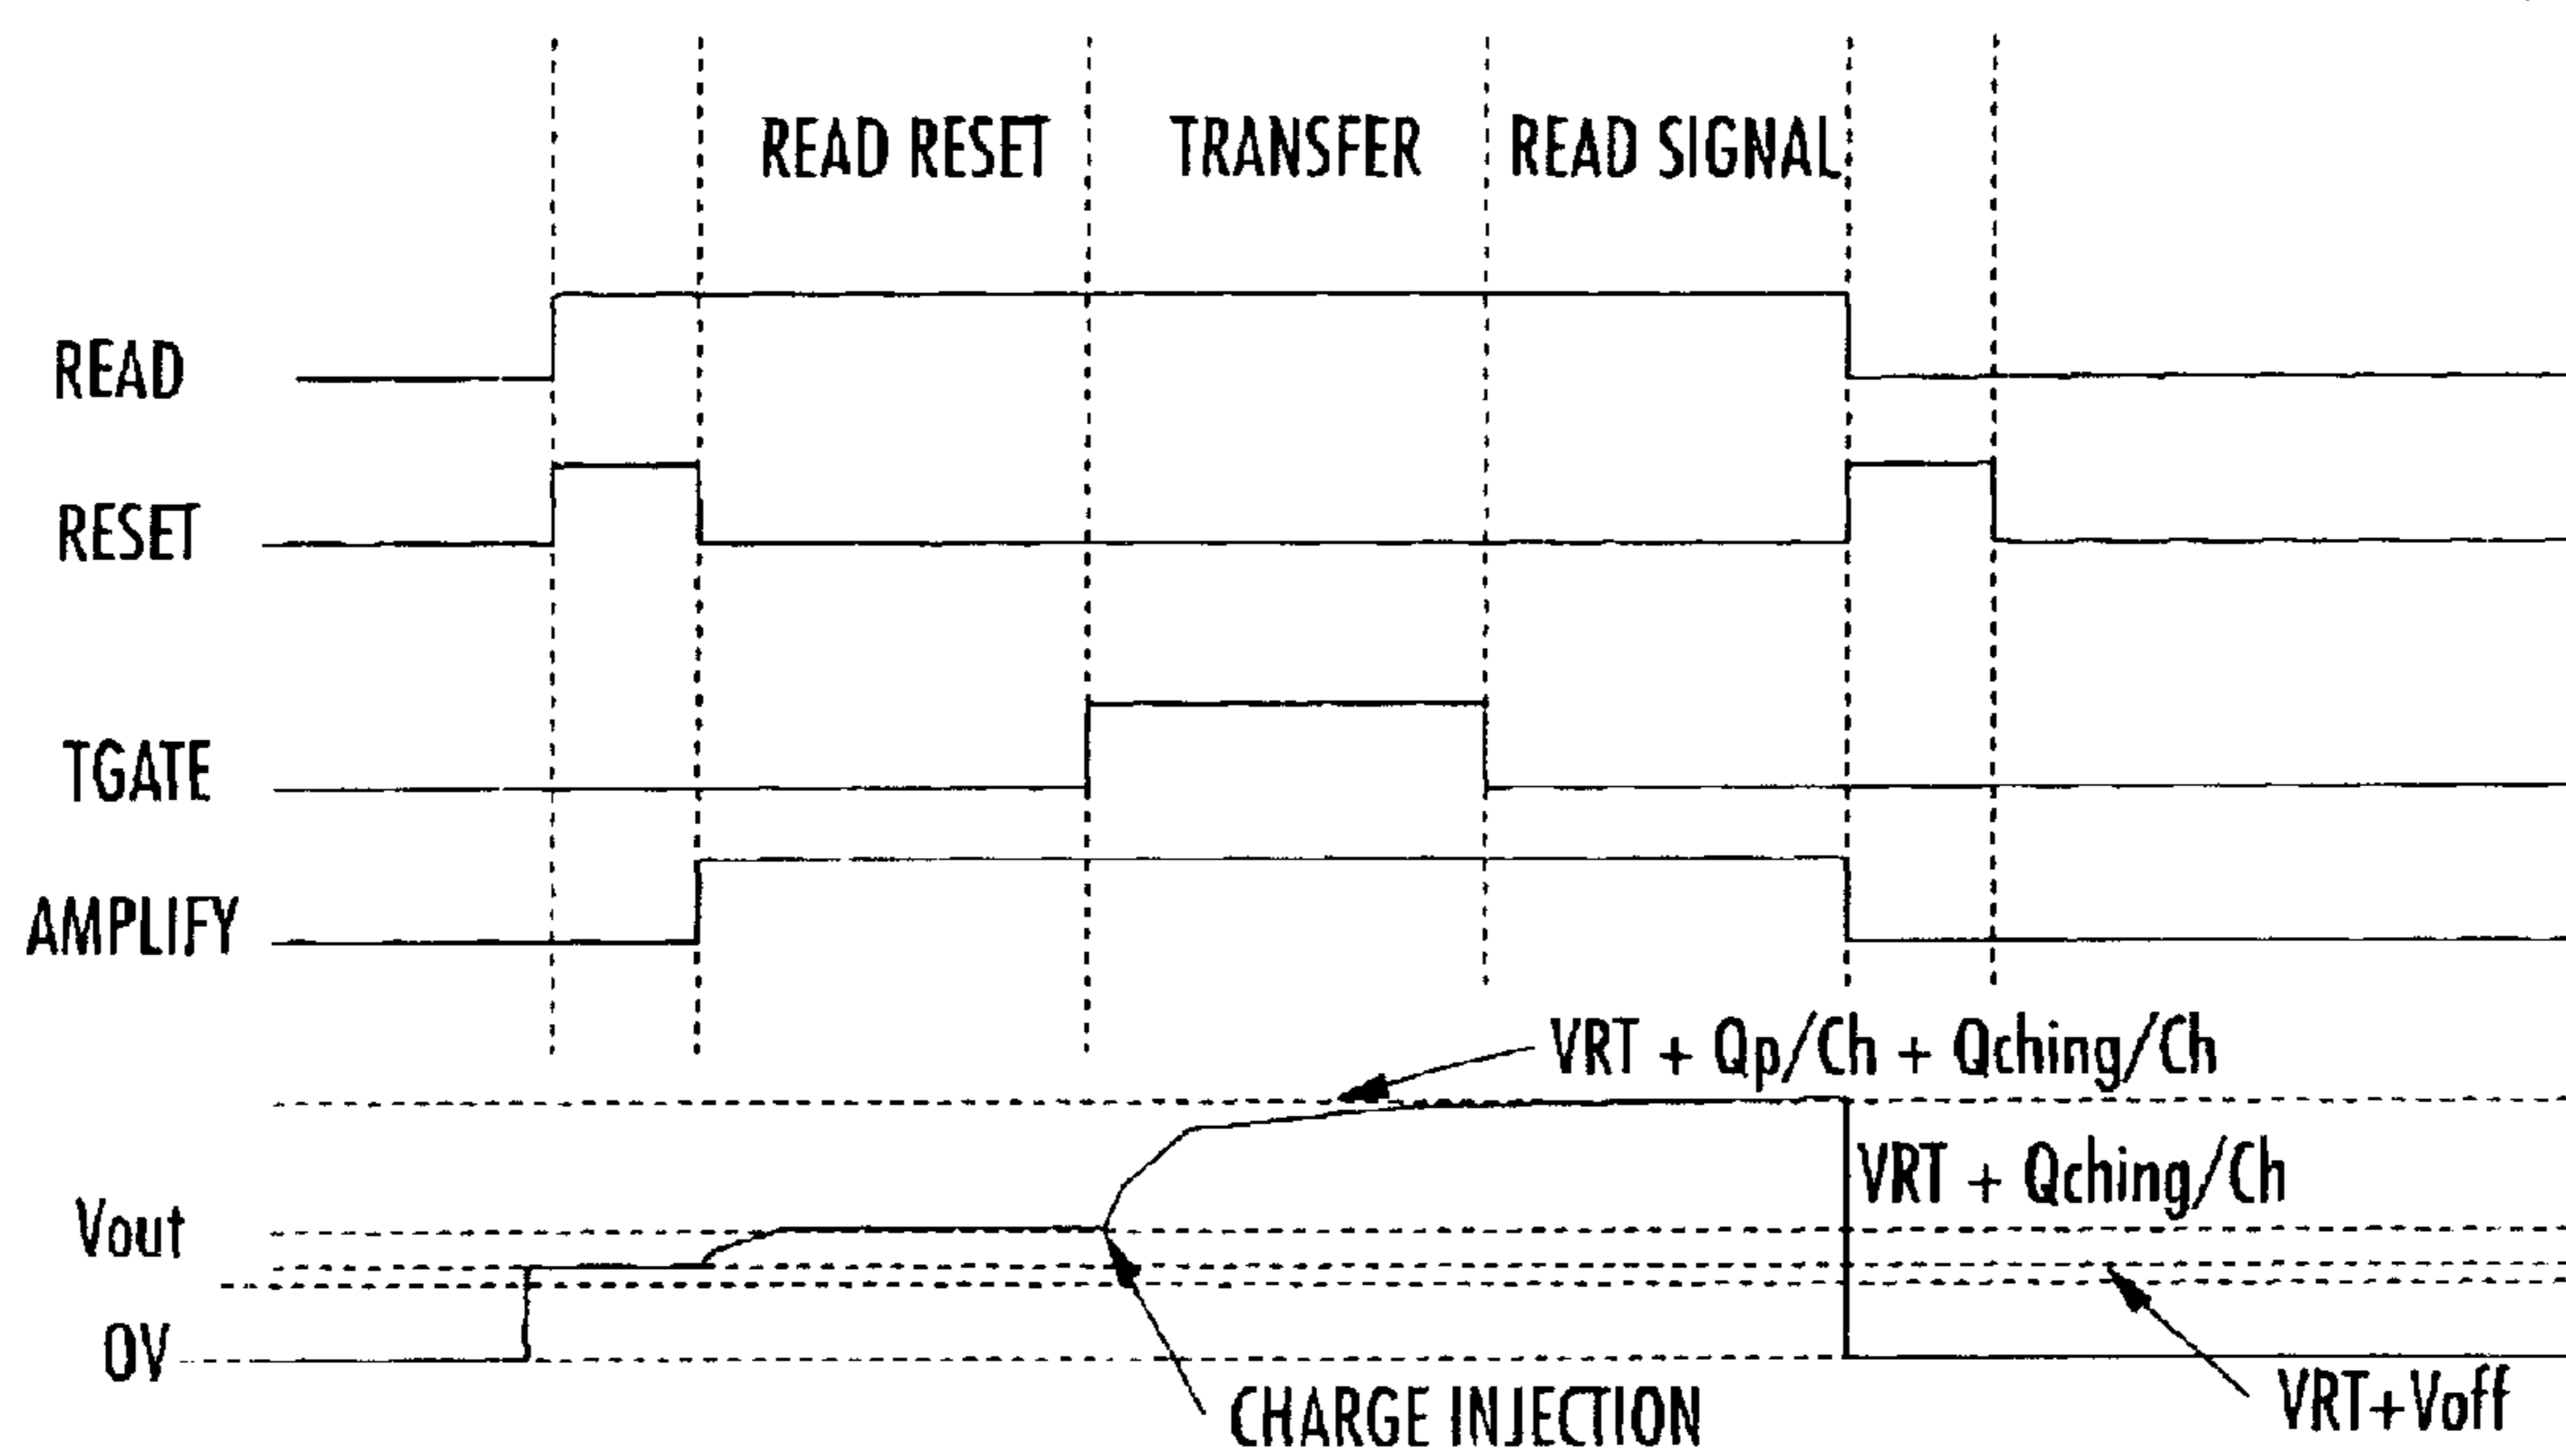 READ RESET TRANSFER READ SIGNAL
READ
RESET
TGATE
AMPLIFY
VRT + Qp/Ch + Qching/Ch
VRT + Qching/Ch
Vout
0V
CHARGE INJECTION
VRT+Voff